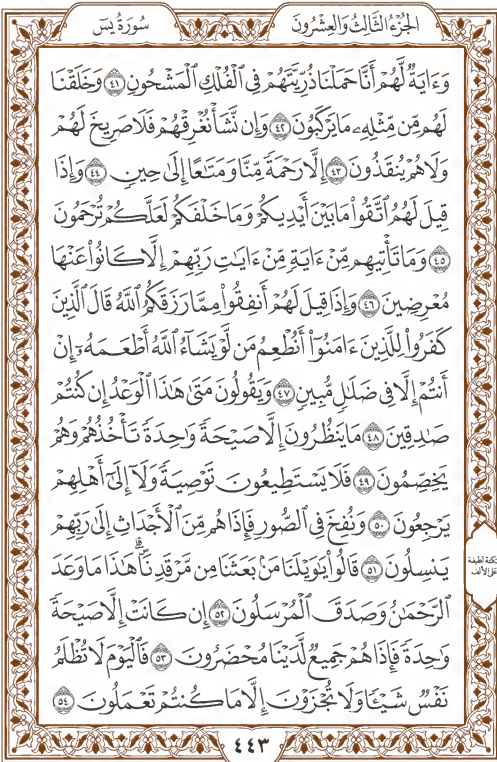 الجُزْءُ الثَّالِثُ وَالعِشْرُونَ
سُورَةُ يسٓ
وَءَايَةٞ لَّهُمۡ أَنَّا حَمَلۡنَا ذُرِّيَّتَهُمۡ فِي ٱلۡفُلۡكِ ٱلۡمَشۡحُونِ ٤١ وَخَلَقۡنَا
لَهُم مِّن مِّثۡلِهِۦ مَا يَرۡكَبُونَ ٤٢ وَإِن نَّشَأۡ نُغۡرِقۡهُمۡ فَلَا صَرِيخَ لَهُمۡ
وَلَا هُمۡ يُنقَذُونَ ٤٣ إِلَّا رَحۡمَةٗ مِّنَّا وَمَتَٰعًا إِلَىٰ حِينٖ ٤٤ وَإِذَا
قِيلَ لَهُمُ ٱتَّقُواْ مَا بَيۡنَ أَيۡدِيكُمۡ وَمَا خَلۡفَكُمۡ لَعَلَّكُمۡ تُرۡحَمُونَ
٤٥ وَمَا تَأۡتِيهِم مِّنۡ ءَايَةٖ مِّنۡ ءَايَٰتِ رَبِّهِمۡ إِلَّا كَانُواْ عَنۡهَا
مُعۡرِضِينَ ٤٦ وَإِذَا قِيلَ لَهُمۡ أَنفِقُواْ مِمَّا رَزَقَكُمُ ٱللَّهُ قَالَ ٱلَّذِينَ
كَفَرُواْ لِلَّذِينَ ءَامَنُوٓاْ أَنُطۡعِمُ مَن لَّوۡ يَشَآءُ ٱللَّهُ أَطۡعَمَهُۥٓ إِنۡ
أَنتُمۡ إِلَّا فِي ضَلَٰلٖ مُّبِينٖ ٤٧ وَيَقُولُونَ مَتَىٰ هَٰذَا ٱلۡوَعۡدُ إِن كُنتُمۡ
صَٰدِقِينَ ٤٨ مَا يَنظُرُونَ إِلَّا صَيۡحَةٗ وَٰحِدَةٗ تَأۡخُذُهُمۡ وَهُمۡ
يَخِصِّمُونَ ٤٩ فَلَا يَسۡتَطِيعُونَ تَوۡصِيَةٗ وَلَآ إِلَىٰٓ أَهۡلِهِمۡ
يَرۡجِعُونَ ٥٠ وَنُفِخَ فِي ٱلصُّورِ فَإِذَا هُم مِّنَ ٱلۡأَجۡدَاثِ إِلَىٰ رَبِّهِمۡ
يَنسِلُونَ ٥١ قَالُواْ يَٰوَيۡلَنَا مَنۢ بَعَثَنَا مِن مَّرۡقَدِنَاۜۗ هَٰذَا مَا وَعَدَ
ٱلرَّحۡمَٰنُ وَصَدَقَ ٱلۡمُرۡسَلُونَ ٥٢ إِن كَانَتۡ إِلَّا صَيۡحَةٗ
وَٰحِدَةٗ فَإِذَا هُمۡ جَمِيعٞ لَّدَيۡنَا مُحۡضَرُونَ ٥٣ فَٱلۡيَوۡمَ لَا تُظۡلَمُ
نَفۡسٞ شَيۡـٔٗا وَلَا تُجۡزَوۡنَ إِلَّا مَا كُنتُمۡ تَعۡمَلُونَ ٥٤
سكتة لطيفة
على الألف
٤٤٣